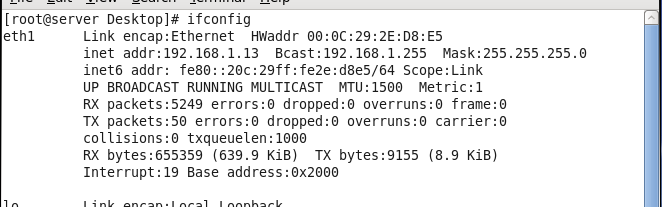 [root@server Desktop]# ifconfig
eth1      Link encap:Ethernet  HWaddr 00:0C:29:2E:D8:E5
          inet addr:192.168.1.13  Bcast:192.168.1.255  Mask:255.255.255.0
          inet6 addr: fe80::20c:29ff:fe2e:d8e5/64 Scope:Link
          UP BROADCAST RUNNING MULTICAST  MTU:1500  Metric:1
          RX packets:5249 errors:0 dropped:0 overruns:0 frame:0
          TX packets:50 errors:0 dropped:0 overruns:0 carrier:0
          collisions:0 txqueuelen:1000
          RX bytes:655359 (639.9 KiB)  TX bytes:9155 (8.9 KiB)
          Interrupt:19 Base address:0x2000
lo        Link encap:Local Loopback